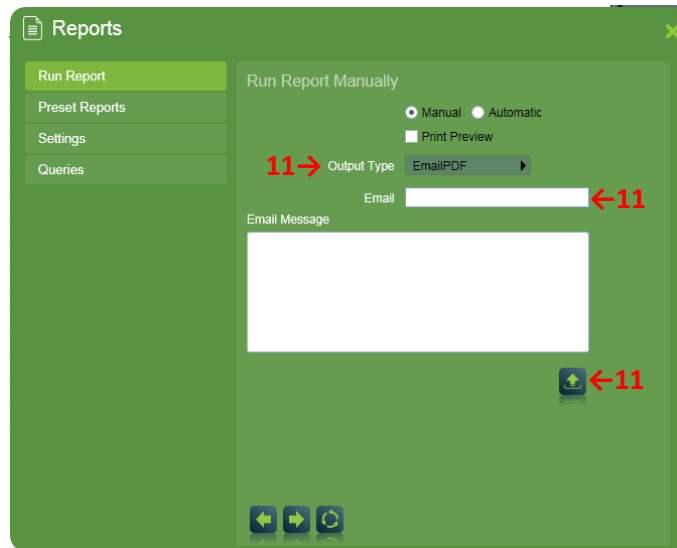 Reports
Run Report
Preset Reports
Settings
Queries
Run Report Manually
Manual Automatic
Print Preview
11→ Output Type EmailPDF
Email ←11
Email Message
←11